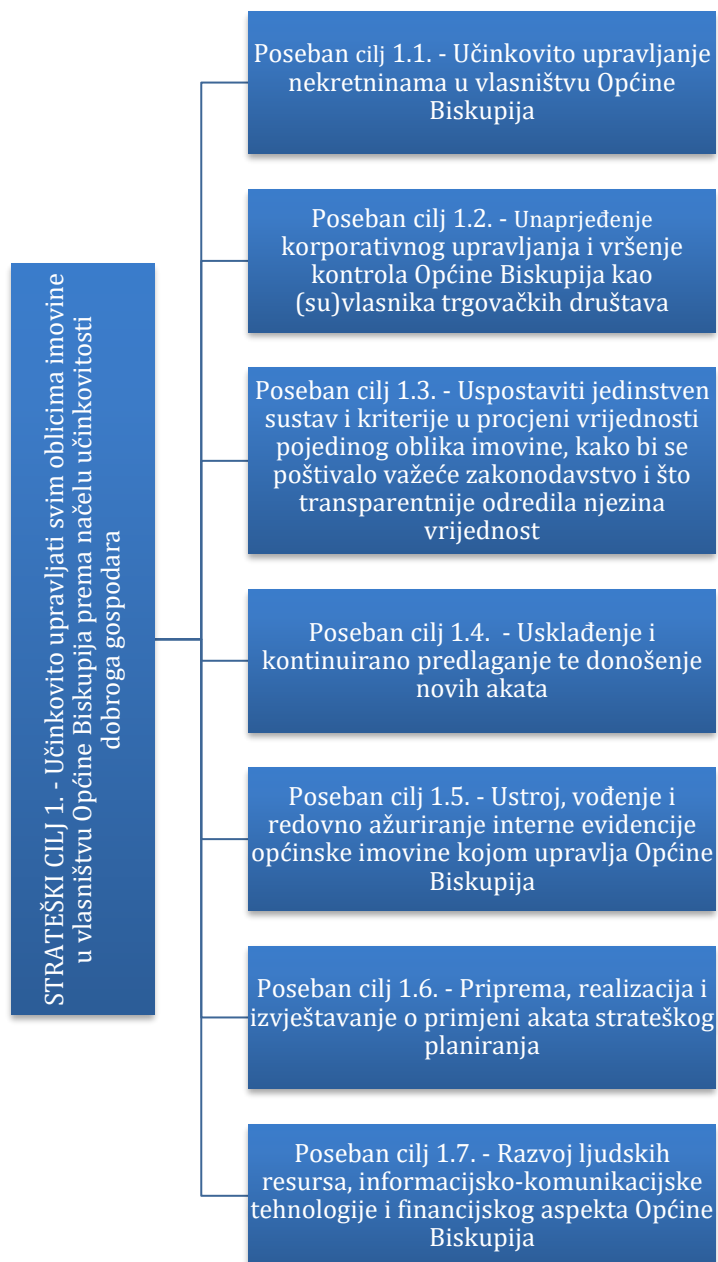 STRATEŠKI CILJ 1. - Učinkovito upravljati svim oblicima imovine
u vlasništvu Općine Biskupija prema načelu učinkovitosti
dobroga gospodara
Poseban cilj 1.1. - Učinkovito upravljanje
nekretninama u vlasništvu Općine
Biskupija
Poseban cilj 1.2. - Unaprjeđenje
korporativnog upravljanja i vršenje
kontrola Općine Biskupija kao
(su)vlasnika trgovačkih društava
Poseban cilj 1.3. - Uspostaviti jedinstven
sustav i kriterije u procjeni vrijednosti
pojedinog oblika imovine, kako bi se
poštivalo važeće zakonodavstvo i što
transparentnije odredila njezina
vrijednost
Poseban cilj 1.4. - Usklađenje i
kontinuirano predlaganje te donošenje
novih akata
Poseban cilj 1.5. - Ustroj, vođenje i
redovno ažuriranje interne evidencije
općinske imovine kojom upravlja Općine
Biskupija
Poseban cilj 1.6. - Priprema, realizacija i
izvještavanje o primjeni akata strateškog
planiranja
Poseban cilj 1.7. - Razvoj ljudskih
resursa, informacijsko-komunikacijske
tehnologije i financijskog aspekta Općine
Biskupija